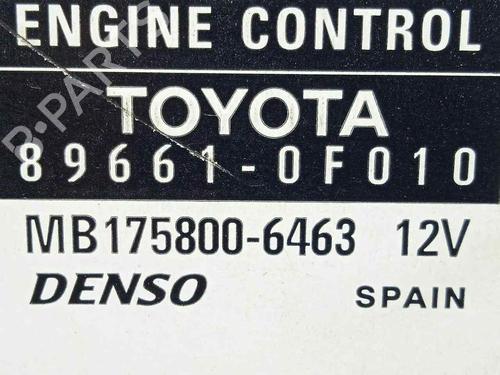 ENGINE CONTROL
TOYOTA
89661-0F010
MB175800-6463 12V
DENSO SPAIN
B-PARTS